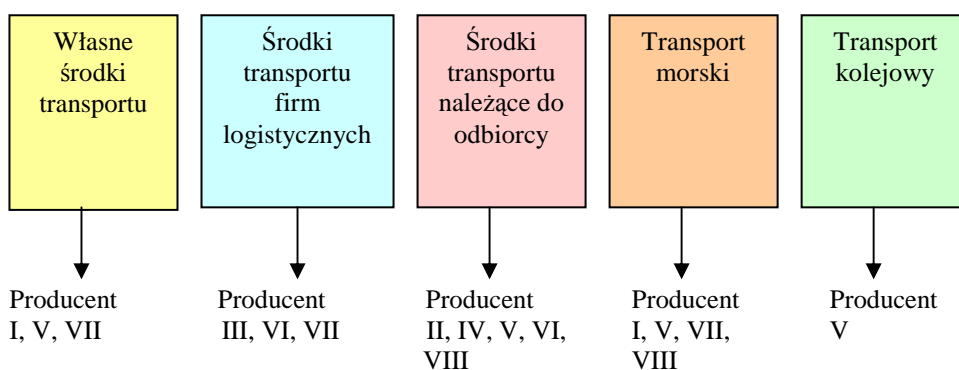 Własne
środki
transportu
Środki
transportu
firm
logistycznych
Środki
transportu
należące do
odbiorcy
Transport
morski
Transport
kolejowy
Producent
I, V, VII
Producent
III, VI, VII
Producent
II, IV, V, VI,
VIII
Producent
I, V, VII,
VIII
Producent
V